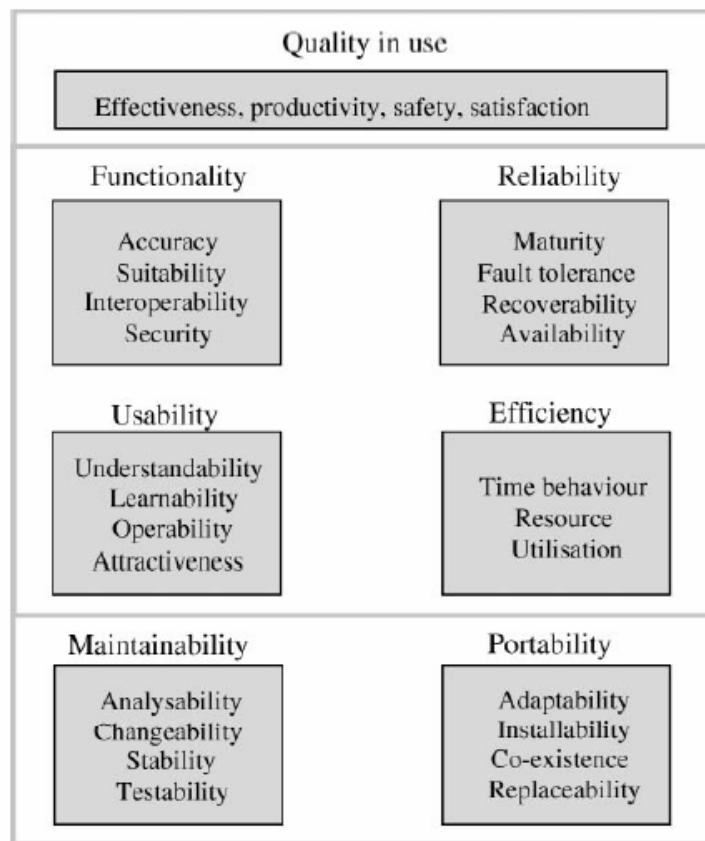 Quality in use
Effectiveness, productivity, safety, satisfaction
Functionality
Accuracy
Suitability
Interoperability
Security
Reliability
Maturity
Fault tolerance
Recoverability
Availability
Usability
Understandability
Learnability
Operability
Attractiveness
Efficiency
Time behaviour
Resource
Utilisation
Maintainability
Analysability
Changeability
Stability
Testability
Portability
Adaptability
Installability
Co-existence
Replaceability